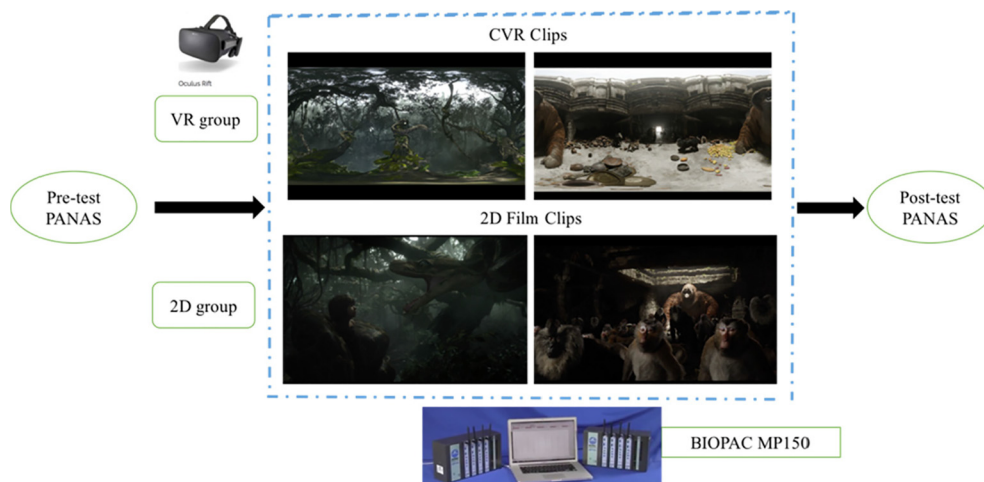 CVR Clips
Oculus Rift
VR group
Pre-test
PANAS
2D Film Clips
Post-test
PANAS
2D group
BIOPAC MP150